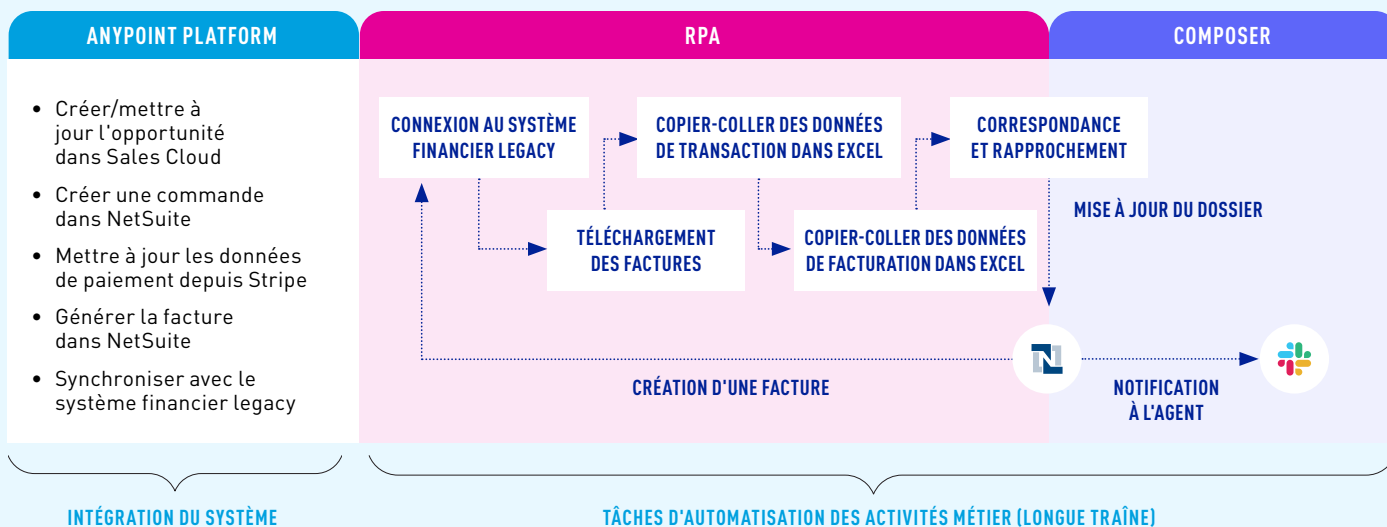 ANYPOINT PLATFORM
RPA
COMPOSER
• Créer/mettre à
jour l'opportunité
dans Sales Cloud
• Créer une commande
dans NetSuite
• Mettre à jour les données
de paiement depuis Stripe
• Générer la facture
dans NetSuite
• Synchroniser avec le
système financier legacy
CONNEXION AU SYSTÈME
FINANCIER LEGACY
TÉLÉCHARGEMENT
DES FACTURES
COPIER-COLLER DES DONNÉES
DE TRANSACTION DANS EXCEL
COPIER-COLLER DES DONNÉES
DE FACTURATION DANS EXCEL
CORRESPONDANCE
ET RAPPROCHEMENT
MISE À JOUR DU DOSSIER
N
CRÉATION D'UNE FACTURE
NOTIFICATION
À L'AGENT
INTÉGRATION DU SYSTÈME
TÂCHES D'AUTOMATISATION DES ACTIVITÉS MÉTIER (LONGUE TRAÎNE)